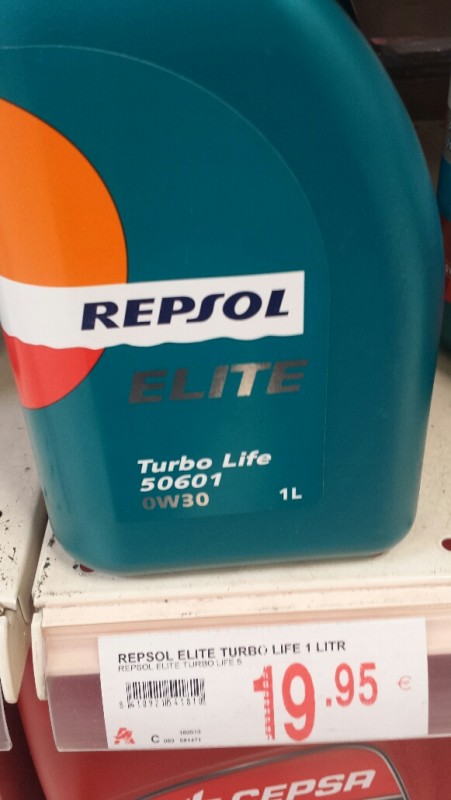 REPSOL
ELITE
Turbo Life
50601
0W30
1L
REPSOL ELITE TURBO LIFE 1 LITR
REPSOL ELITE TURBO LIFE 5
19.95 €
C
CEPSA